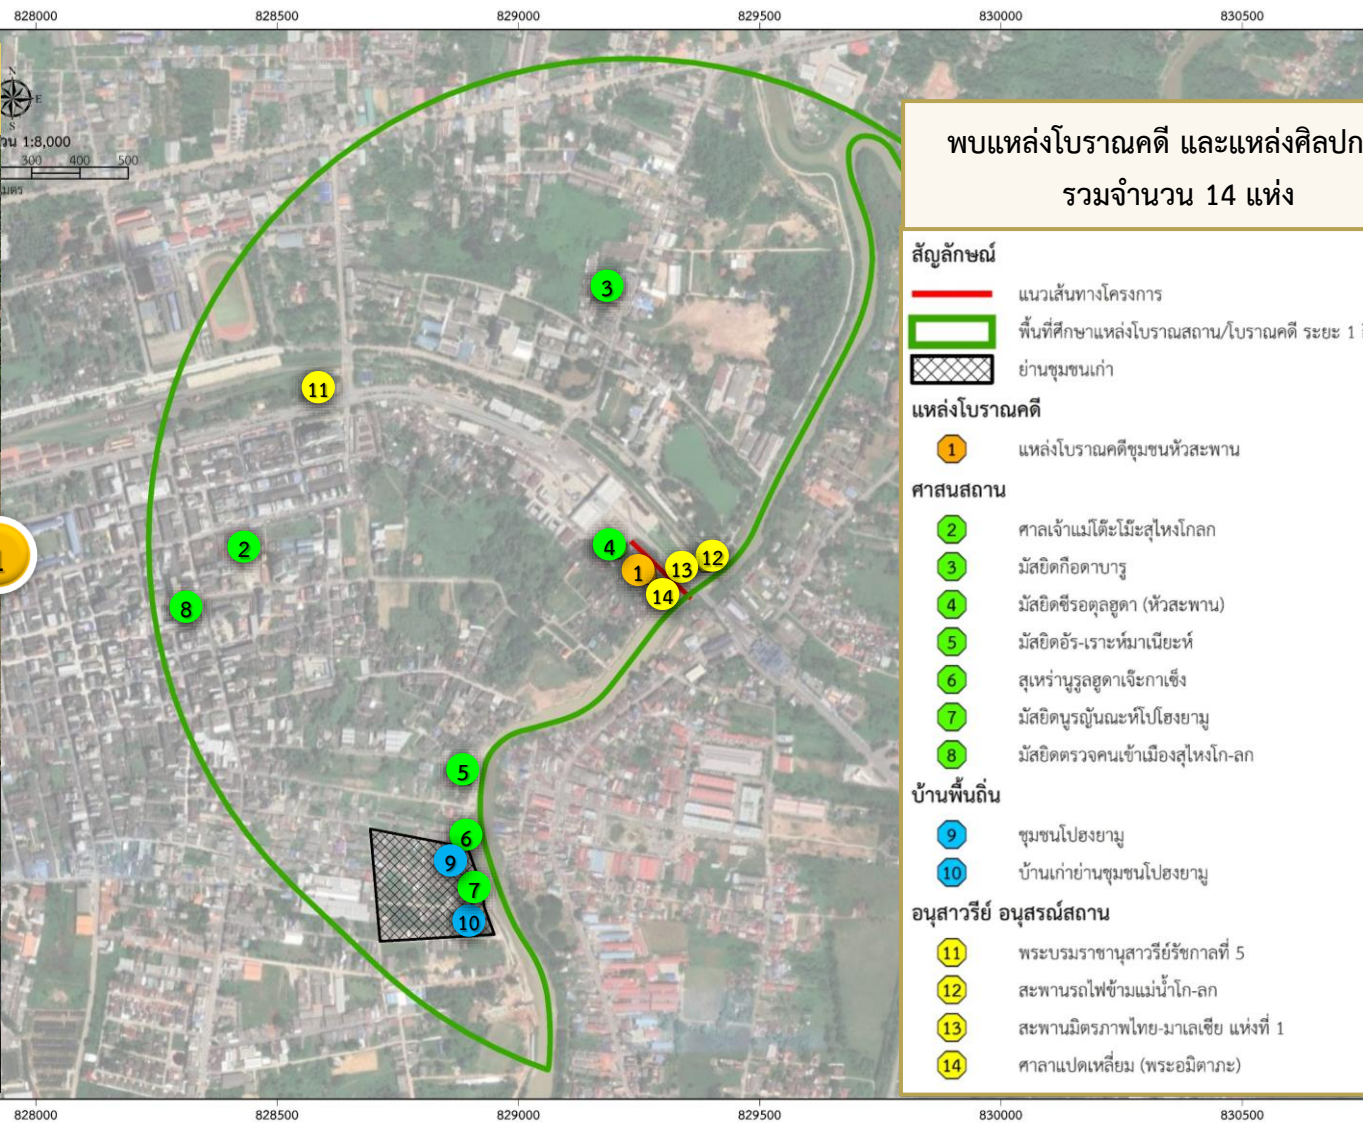 828000 828500 829000 829500 830000 830500
N
E
S
1:8,000
300 400 500
เมตร
พบแหล่งโบราณคดี และแหล่งศิลปก
รวมจำนวน 14 แห่ง
สัญลักษณ์
แนวเส้นทางโครงการ
พื้นที่ศึกษาแหล่งโบราณสถาน/โบราณคดี ระยะ 1
ย่านชุมชนเก่า
แหล่งโบราณคดี
1 แหล่งโบราณคดีชุมชนหัวสะพาน
ศาสนสถาน
2 ศาลเจ้าแม่โต๊ะโม๊ะสุไหงโกลก
3 มัสยิดกือดาบารู
4 มัสยิดซีรอตุลฮูดา (หัวสะพาน)
5 มัสยิดอัร-เราะห์มาเนียะห์
6 สุเหร่านูรูลฮูดาเจ๊ะกาเซ็ง
7 มัสยิดนูรญันณะห์โปโฮงยามู
8 มัสยิดตรวจคนเข้าเมืองสุไหงโก-ลก
บ้านพื้นถิ่น
9 ชุมชนโปฮงยามู
10 บ้านเก่าย่านชุมชนโปฮงยามู
อนุสาวรีย์ อนุสรณ์สถาน
11 พระบรมราชานุสาวรีย์รัชกาลที่ 5
12 สะพานรถไฟข้ามแม่น้ำโก-ลก
13 สะพานมิตรภาพไทย-มาเลเซีย แห่งที่ 1
14 ศาลาแปดเหลี่ยม (พระอมิตาภะ)
3
11
2
4
12
13
1
14
8
5
6
9
7
10
828000 828500 829000 829500 830000 830500